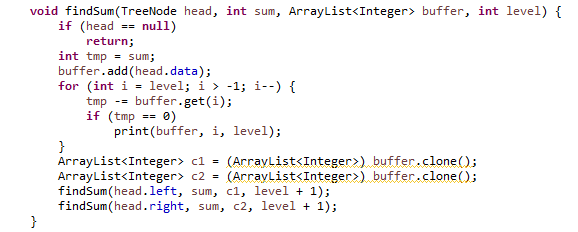 void findSum(TreeNode head, int sum, ArrayList<Integer> buffer, int level) {
    if (head == null)
        return;
    int tmp = sum;
    buffer.add(head.data);
    for (int i = level; i > -1; i--) {
        tmp -= buffer.get(i);
        if (tmp == 0)
            print(buffer, i, level);
    }
    ArrayList<Integer> c1 = (ArrayList<Integer>) buffer.clone();
    ArrayList<Integer> c2 = (ArrayList<Integer>) buffer.clone();
    findSum(head.left, sum, c1, level + 1);
    findSum(head.right, sum, c2, level + 1);
}